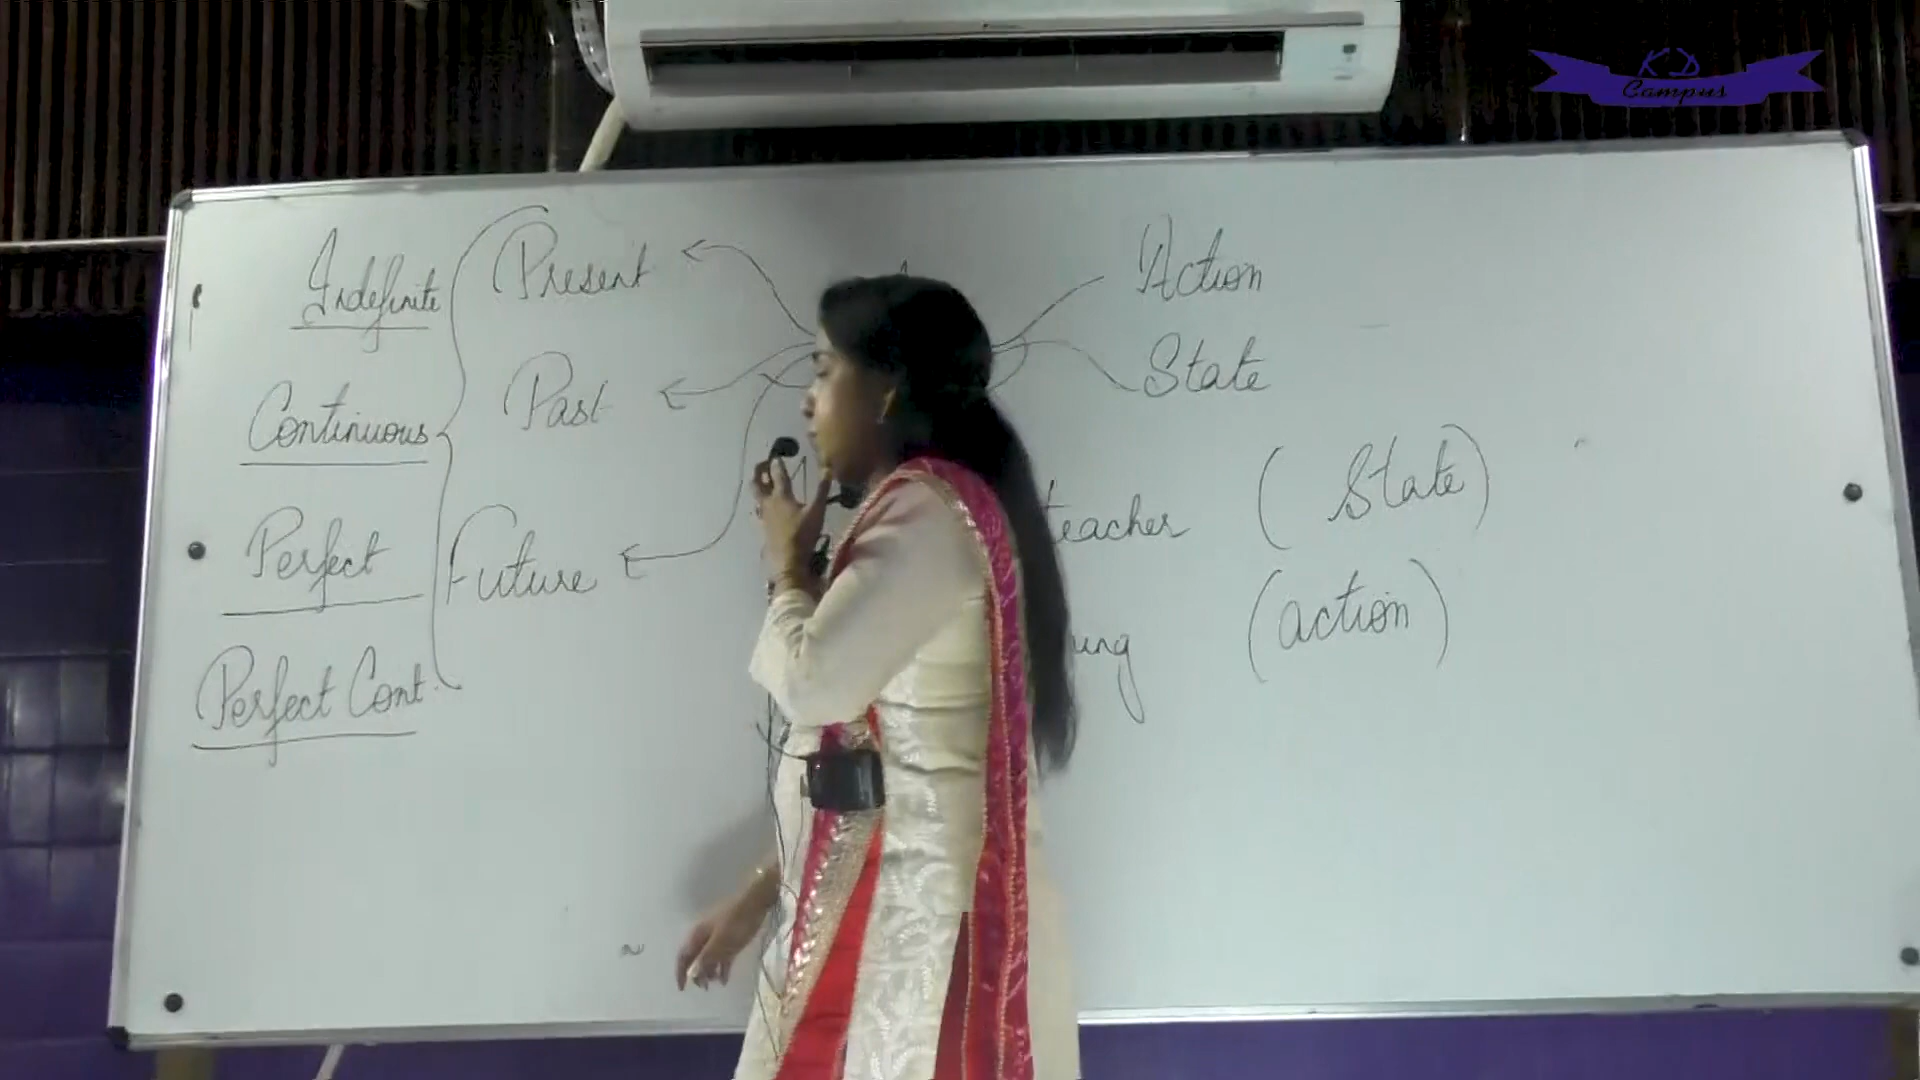 KD
Campus
Indefinite Present Action
Continuous Past State
Perfect Future teacher (State)
Perfect Cont. (action)